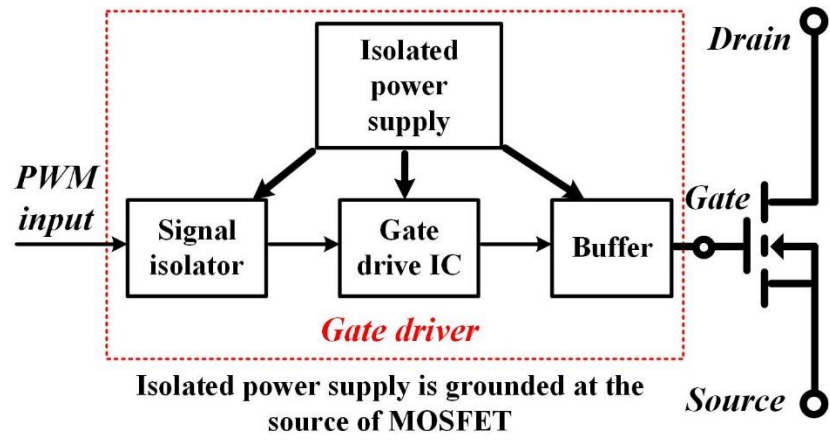 Isolated
power
supply
Drain
PWM
input
Signal
isolator
Gate
drive IC
Buffer
Gate
Gate driver
Isolated power supply is grounded at the
source of MOSFET
Source